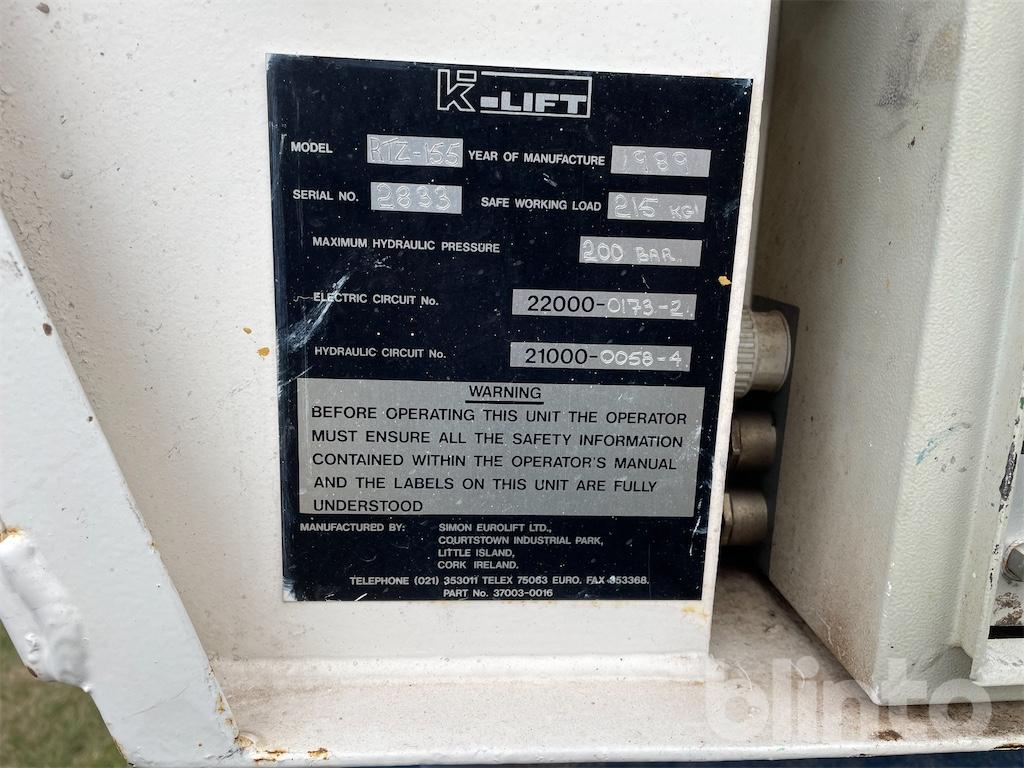 K-LIFT
MODEL RTZ-155 YEAR OF MANUFACTURE 1989
SERIAL NO. 2833 SAFE WORKING LOAD 215 KG
MAXIMUM HYDRAULIC PRESSURE 200 BAR.
ELECTRIC CIRCUIT No. 22000-0173-2.
HYDRAULIC CIRCUIT No. 21000-0058-4
WARNING
BEFORE OPERATING THIS UNIT THE OPERATOR
MUST ENSURE ALL THE SAFETY INFORMATION
CONTAINED WITHIN THE OPERATOR'S MANUAL
AND THE LABELS ON THIS UNIT ARE FULLY
UNDERSTOOD
MANUFACTURED BY: SIMON EUROLIFT LTD.,
COURTSTOWN INDUSTRIAL PARK,
LITTLE ISLAND,
CORK IRELAND.
TELEPHONE (021) 353011 TELEX 75063 EURO. FAX 353368.
PART No. 37003-0016
blinto